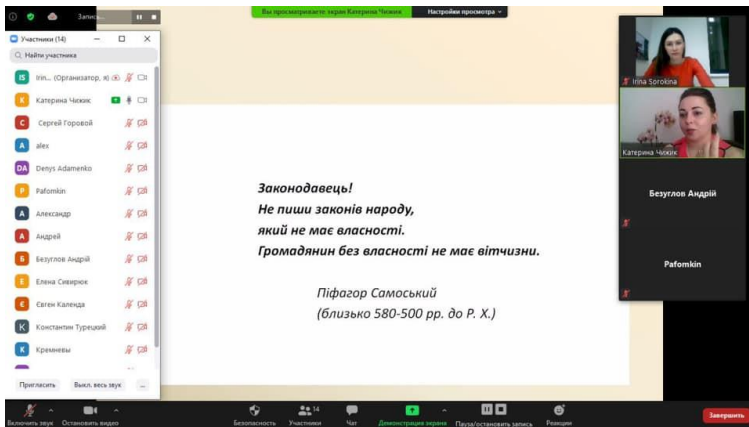 Запись...
Вы просматриваете экран Катерина Чижик
Настройки просмотра
Участники (14)
Найти участника
IS Irin... (Организатор, я)
К Катерина Чижик
С Сергей Горовой
A alex
DA Denys Adamenko
P Pafomkin
А Александр
А Андрей
Б Безуглов Андрій
Е Елена Сивирюк
Є Євген Календа
К Константин Турецкий
К Кремневы
Пригласить
Выкл. весь звук
...
Законодавець!
Не пиши законів народу,
який не має власності.
Громадянин без власності не має вітчизни.
Піфагор Самоський
(близько 580-500 рр. до Р. Х.)
Irina Sorokina
Катерина Чижик
Безуглов Андрій
Pafomkin
Включить звук
Остановить видео
Безопасность
14
Участники
Чат
Демонстрация экрана
Пауза/остановить запись
Реакции
Завершить